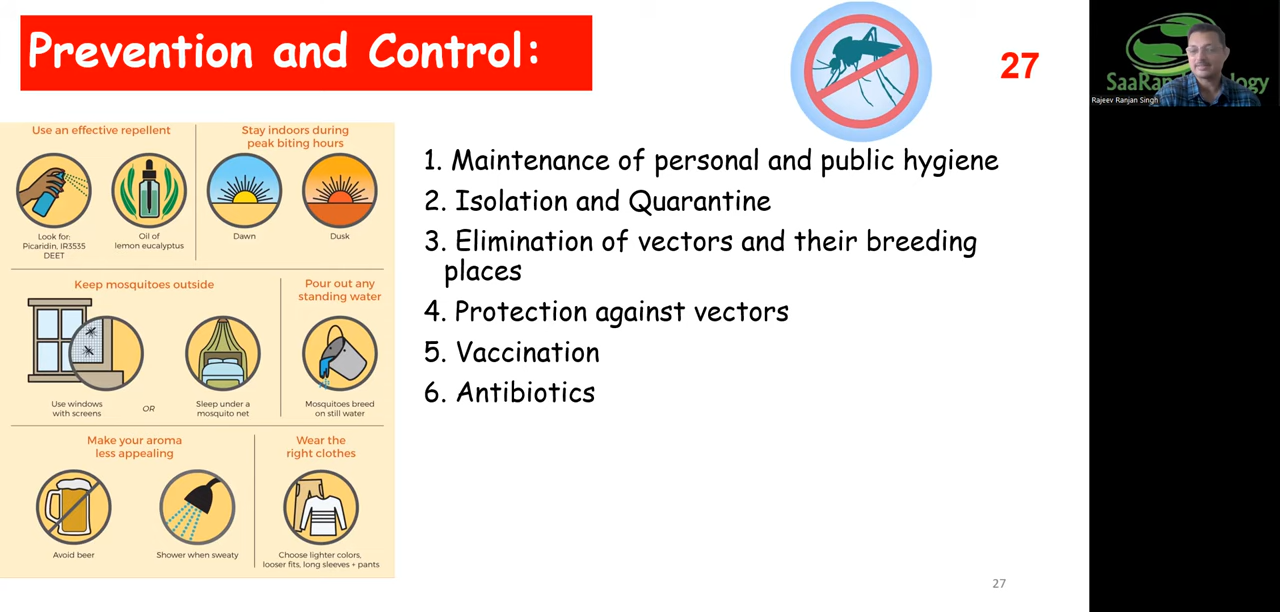 Prevention and Control:
27
SaaRan
ogy
Rajeev Ranjan Singh
Use an effective repellent
Stay indoors during
peak biting hours
Look for:
Picaridin, IR3535
DEET
Oil of
lemon eucalyptus
Dawn
Dusk
Keep mosquitoes outside
Pour out any
standing water
Use windows
with screens
OR
Sleep under a
mosquito net
Mosquitoes breed
on still water
Make your aroma
less appealing
Wear the
right clothes
Avoid beer
Shower when sweaty
Choose lighter colors,
looser fits, long sleeves + pants
1. Maintenance of personal and public hygiene
2. Isolation and Quarantine
3. Elimination of vectors and their breeding
places
4. Protection against vectors
5. Vaccination
6. Antibiotics
27